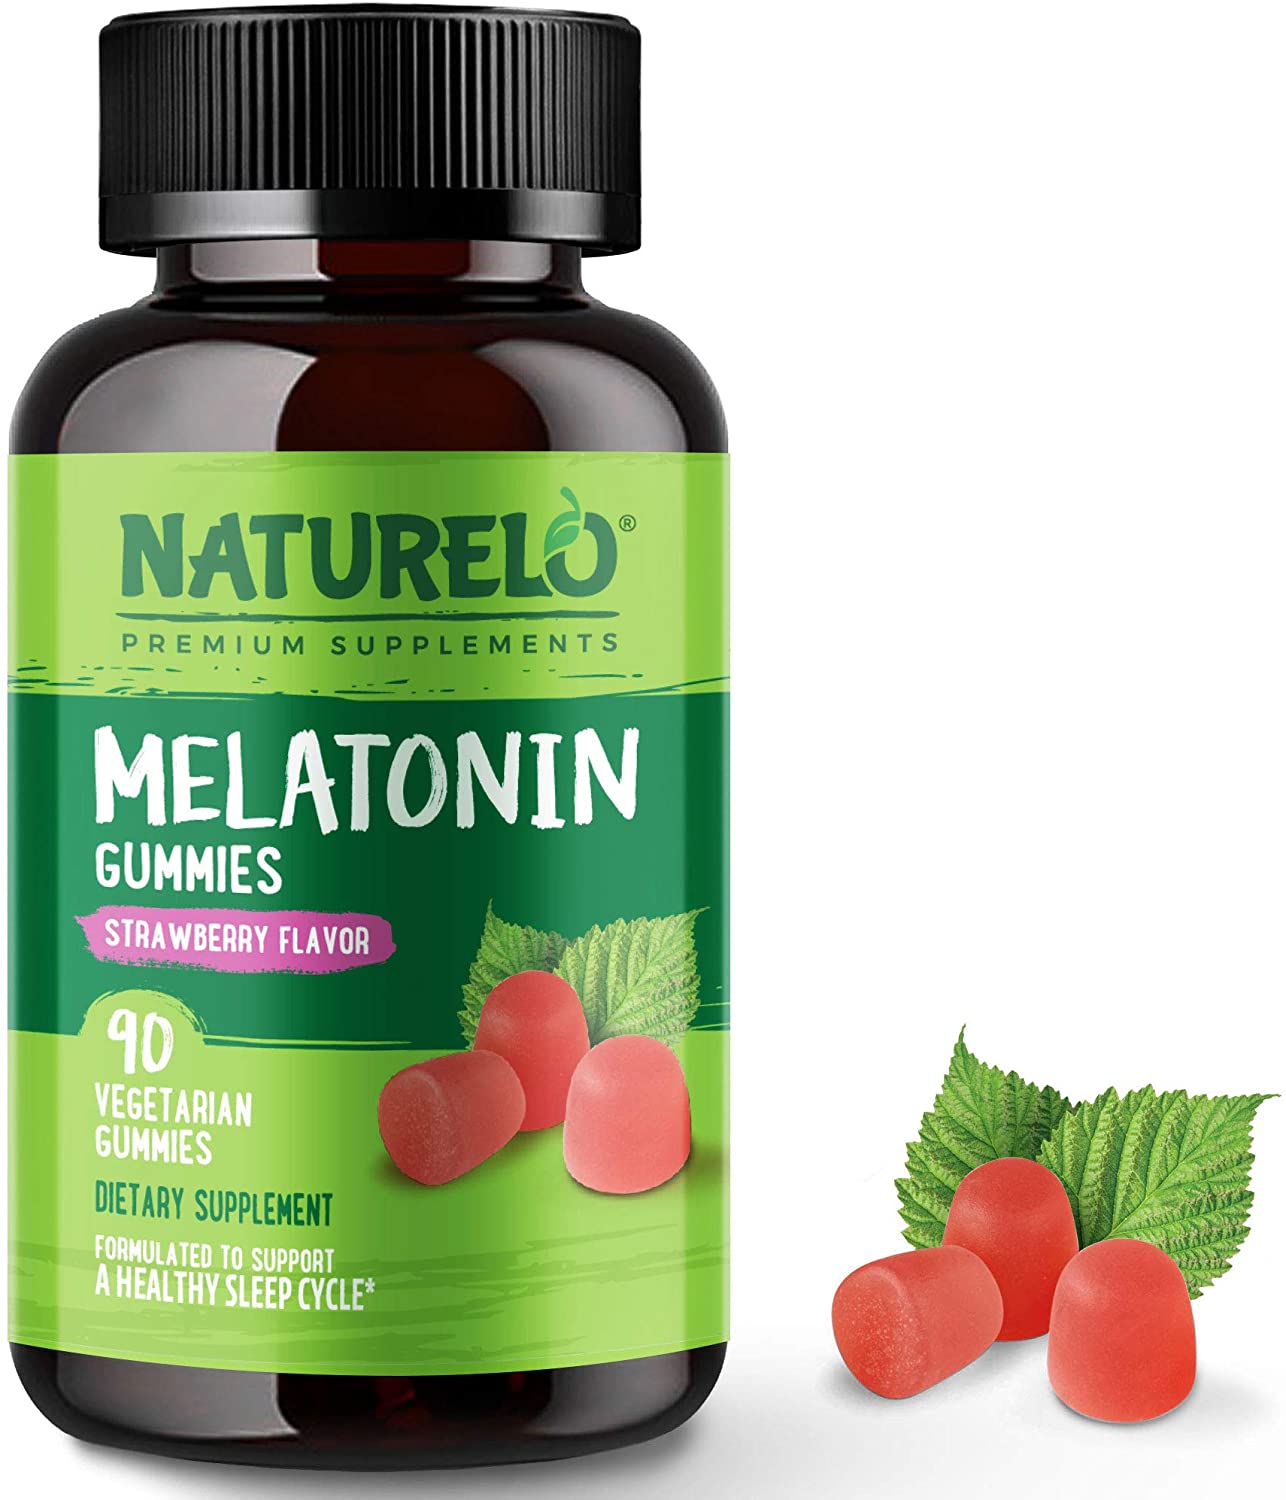 NATURELO®
PREMIUM SUPPLEMENTS
MELATONIN
GUMMIES
STRAWBERRY FLAVOR
90
VEGETARIAN
GUMMIES
DIETARY SUPPLEMENT
FORMULATED TO SUPPORT
A HEALTHY SLEEP CYCLE*